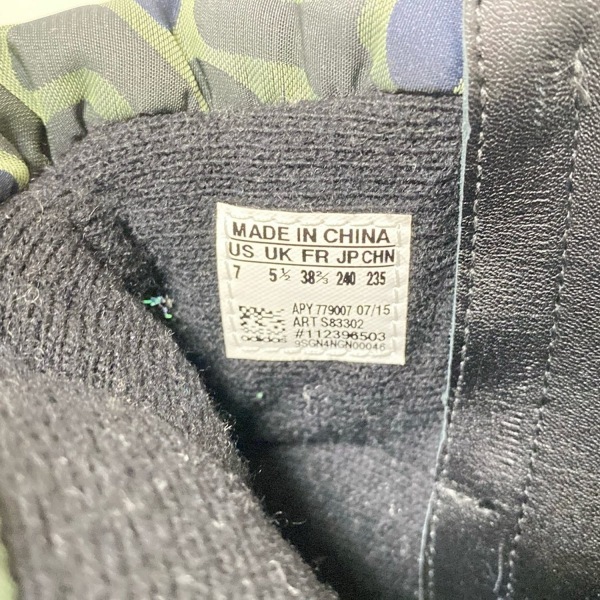 MADE IN CHINA
US UK FR JP CHN
7 5½ 38⅔ 240 235
APY 779007 07/15
ART S83302
#112396503
9SGN4NGN00046
adidas